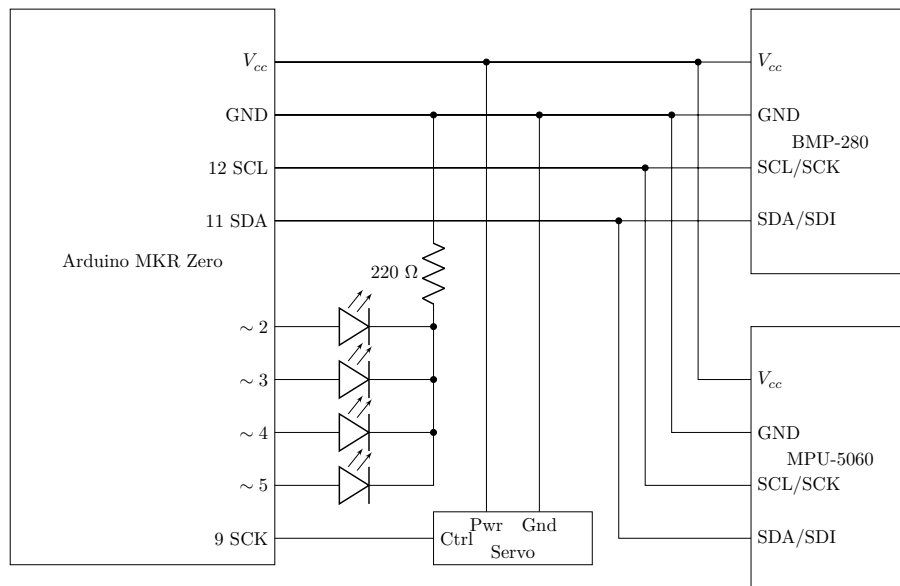 V_cc
GND
12 SCL
11 SDA
Arduino MKR Zero
∼ 2
∼ 3
∼ 4
∼ 5
9 SCK
220 Ω
Pwr Gnd
Ctrl
Servo
V_cc
GND
BMP-280
SCL/SCK
SDA/SDI
V_cc
GND
MPU-5060
SCL/SCK
SDA/SDI